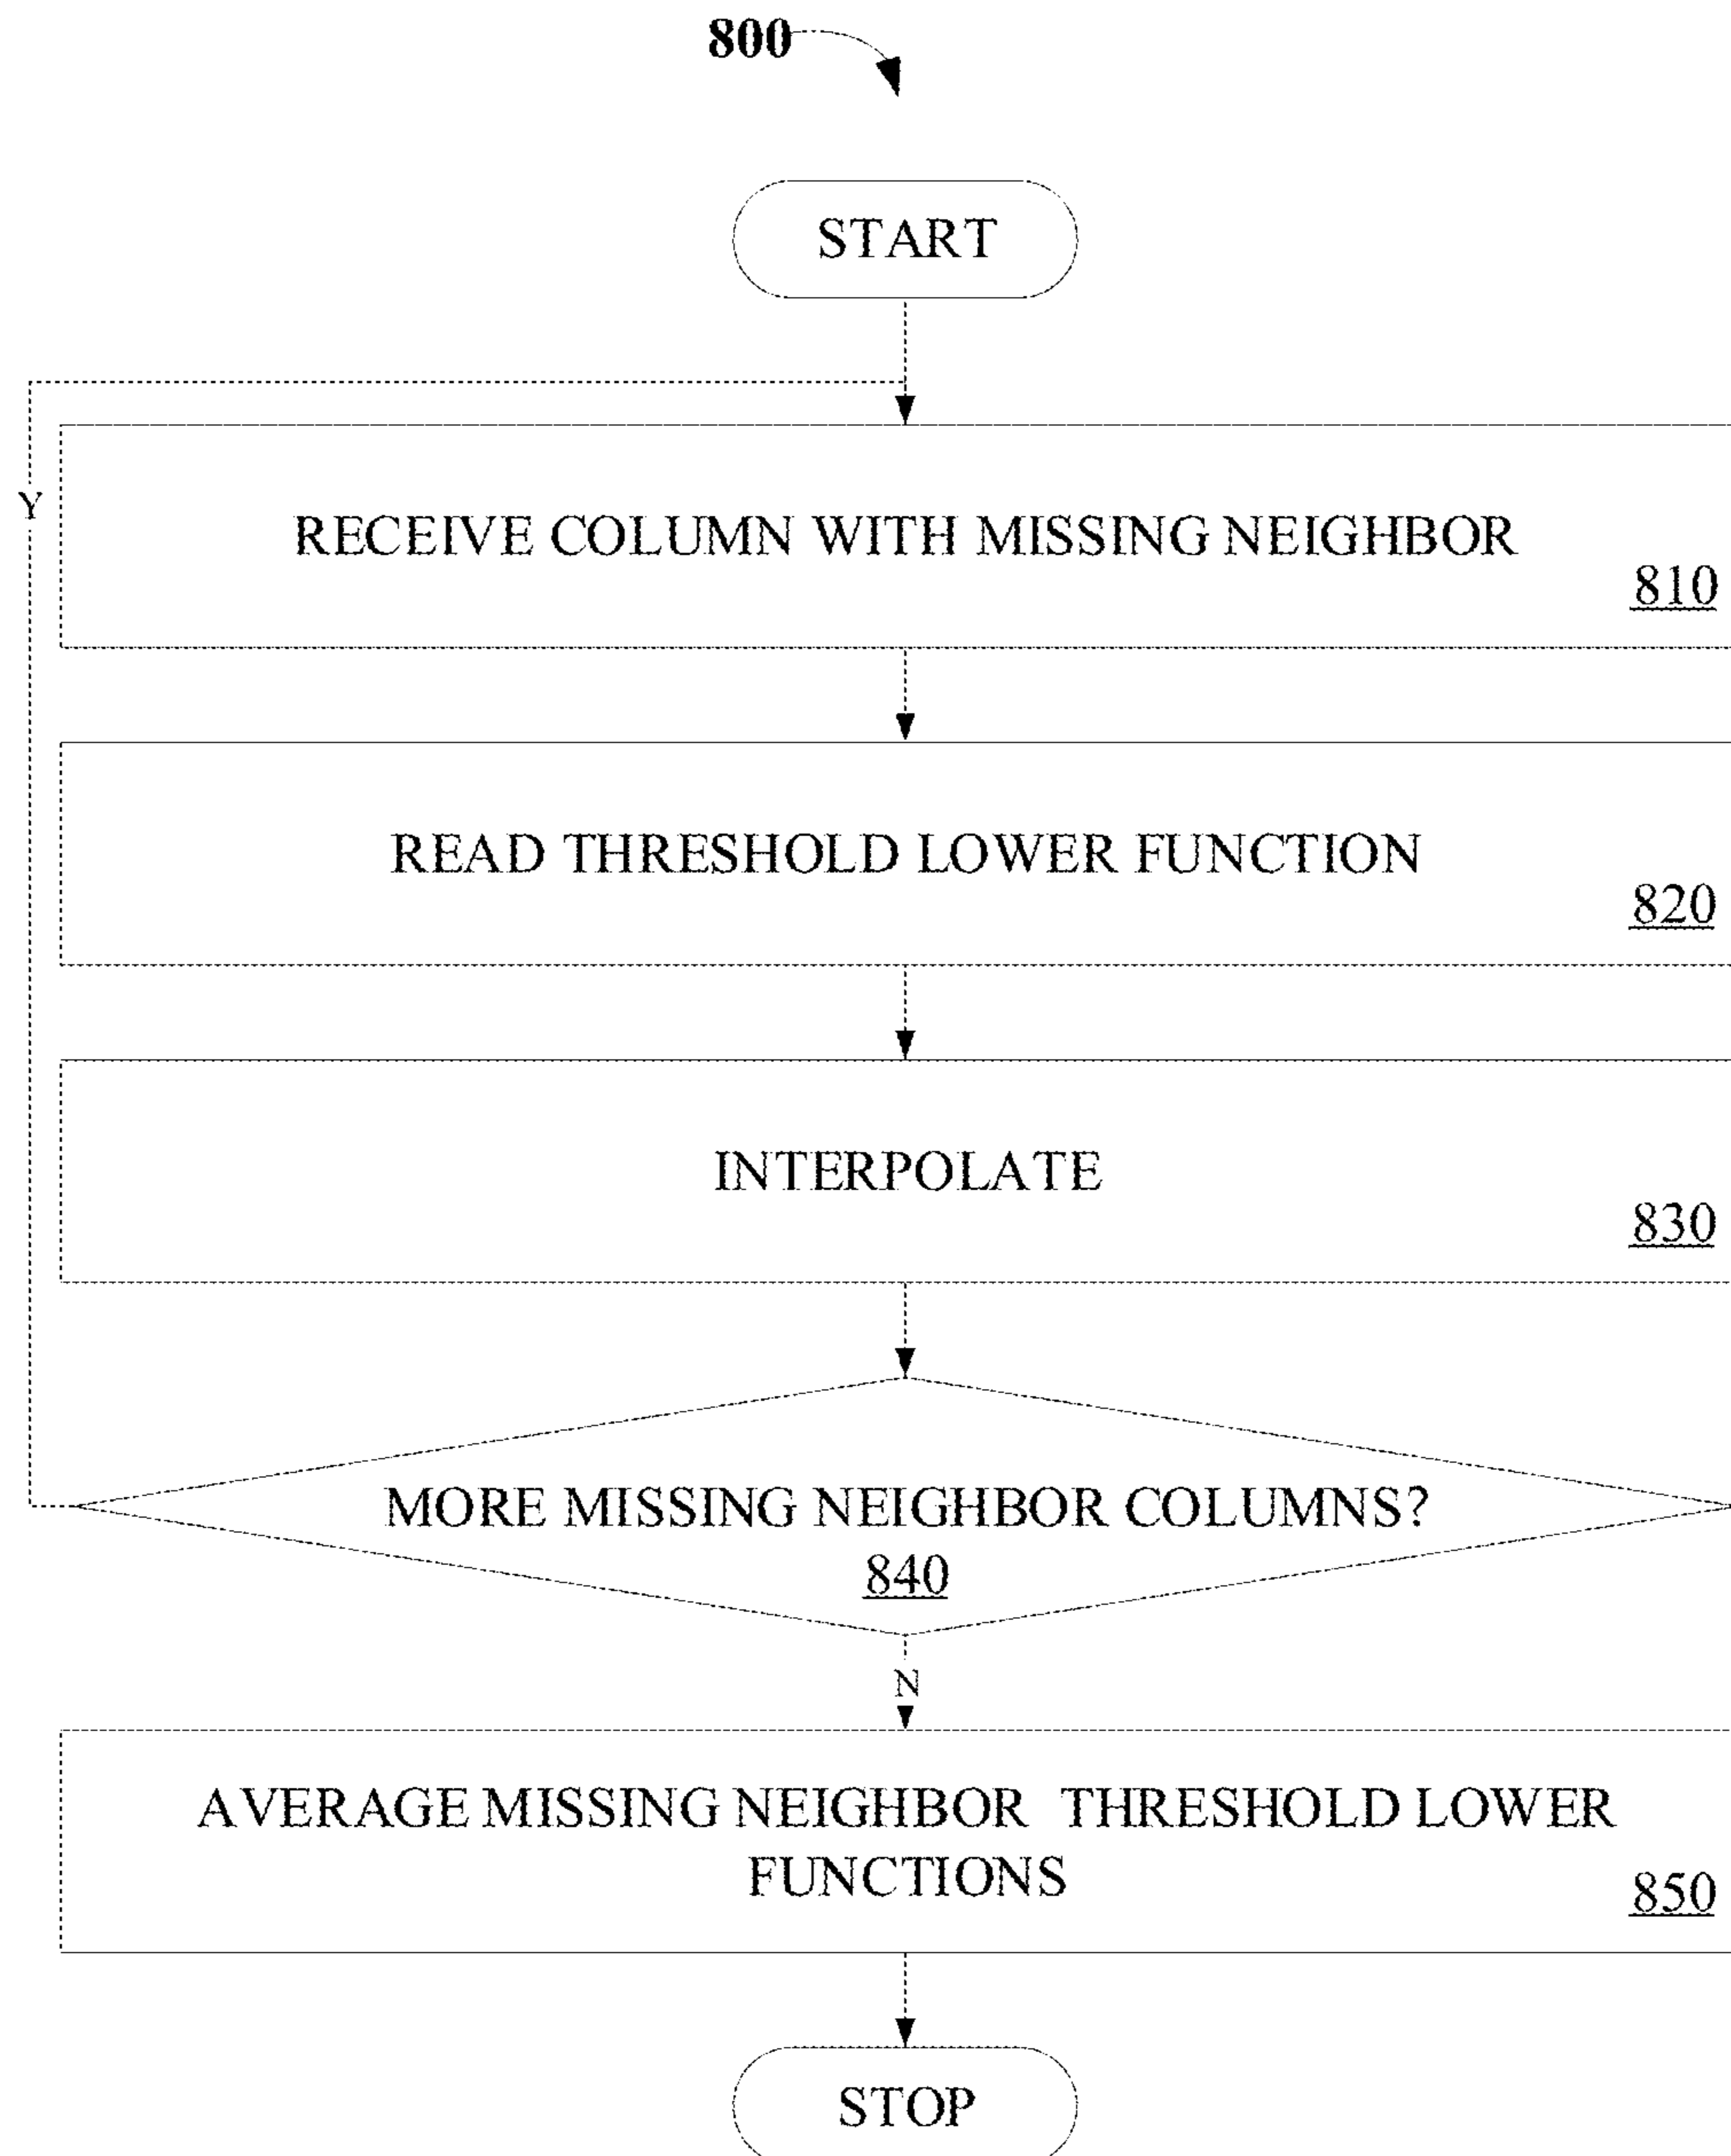 800
START
Y
RECEIVE COLUMN WITH MISSING NEIGHBOR
810
READ THRESHOLD LOWER FUNCTION
820
INTERPOLATE
830
MORE MISSING NEIGHBOR COLUMNS?
840
N
AVERAGE MISSING NEIGHBOR THRESHOLD LOWER
FUNCTIONS
850
STOP